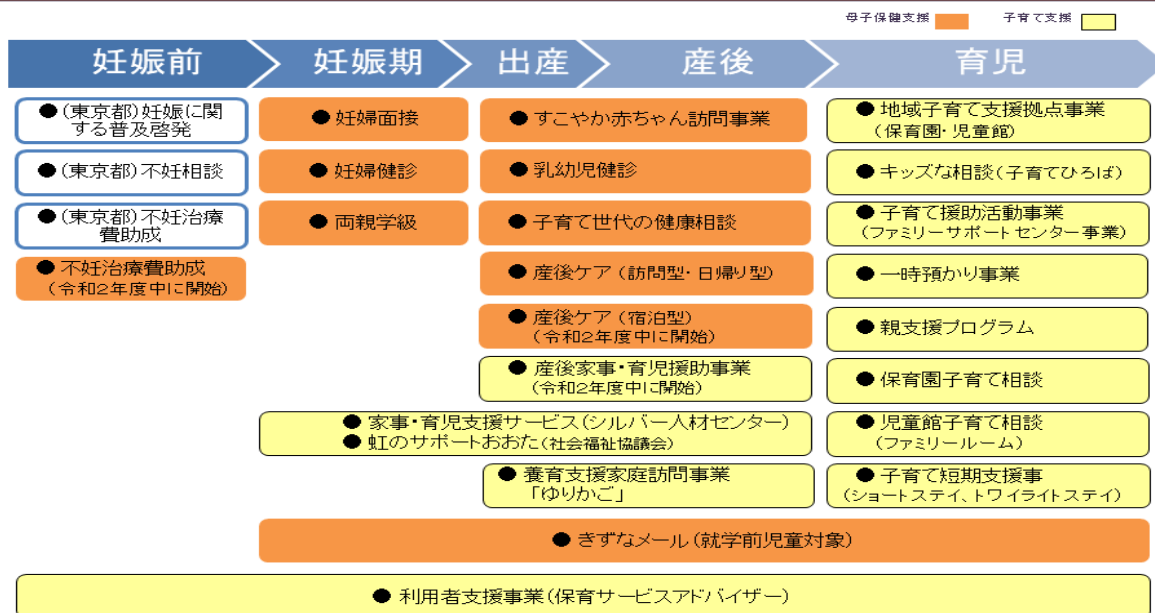 母子保健支援
子育て支援
妊娠前
妊娠期
出産
産後
育児
●(東京都)妊娠に関
する普及啓発
●(東京都)不妊相談
●(東京都)不妊治療
費助成
●不妊治療費助成
(令和2年度中に開始)
●妊婦面接
●妊婦健診
●両親学級
●すこやか赤ちゃん訪問事業
●乳幼児健診
●子育て世代の健康相談
●産後ケア(訪問型・日帰り型)
●産後ケア(宿泊型)
(令和2年度中に開始)
●産後家事・育児援助事業
(令和2年度中に開始)
●家事・育児支援サービス(シルバー人材センター)
●虹のサポートおおた(社会福祉協議会)
●養育支援家庭訪問事業
「ゆりかご」
●地域子育て支援拠点事業
(保育園・児童館)
●キッズな相談(子育てひろば)
●子育て援助活動事業
(ファミリーサポートセンター事業)
●一時預かり事業
●親支援プログラム
●保育園子育て相談
●児童館子育て相談
(ファミリールーム)
●子育て短期支援事
(ショートステイ、トワイライトステイ)
●きずなメール(就学前児童対象)
●利用者支援事業(保育サービスアドバイザー)